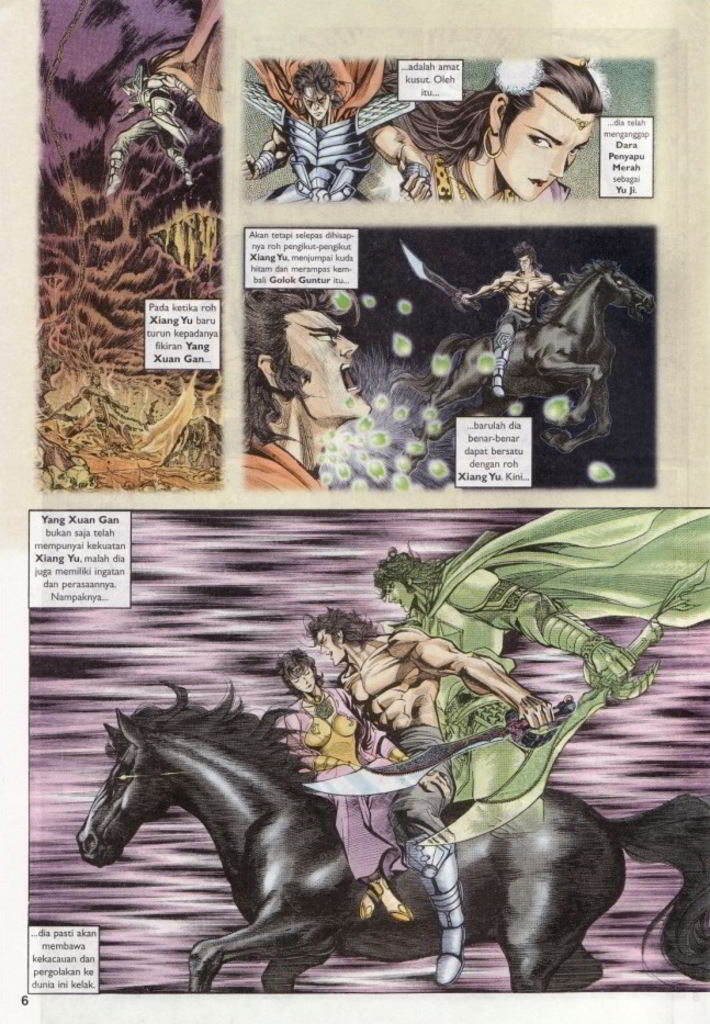 Pada ketika roh
Xiang Yu baru
turun kepadanya
fikiran Yang
Xuan Gan...
...adalah amat
kusut. Oleh
itu...
...dia telah
menganggap
Dara
Penyapu
Merah
sebagai
Yu Ji.
Akan tetapi selepas dihisap-
nya roh pengikut-pengikut
Xiang Yu, menjumpai kuda
hitam dan merampas kem-
bali Golok Guntur itu...
...barulah dia
benar-benar
dapat bersatu
dengan roh
Xiang Yu. Kini...
Yang Xuan Gan
bukan saja telah
mempunyai kekuatan
Xiang Yu, malah dia
juga memiliki ingatan
dan perasaannya.
Nampaknya...
...dia pasti akan
membawa
kekacauan dan
pergolakan ke
dunia ini kelak.
6